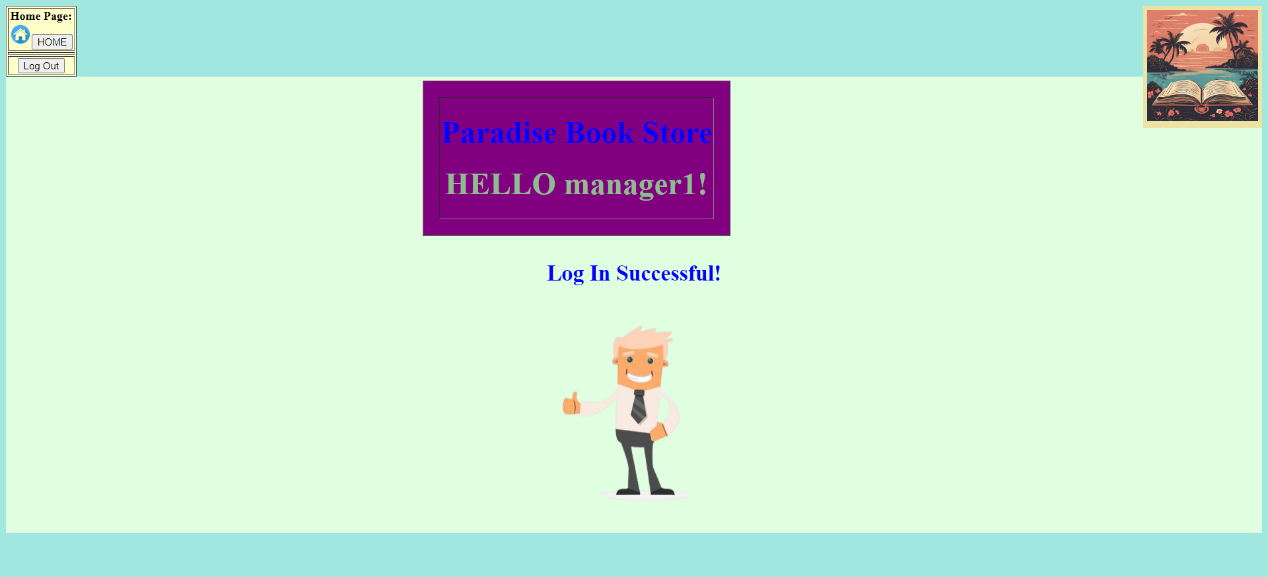 Home Page:
HOME
Log Out
Paradise Book Store
HELLO manager1!
Log In Successful!